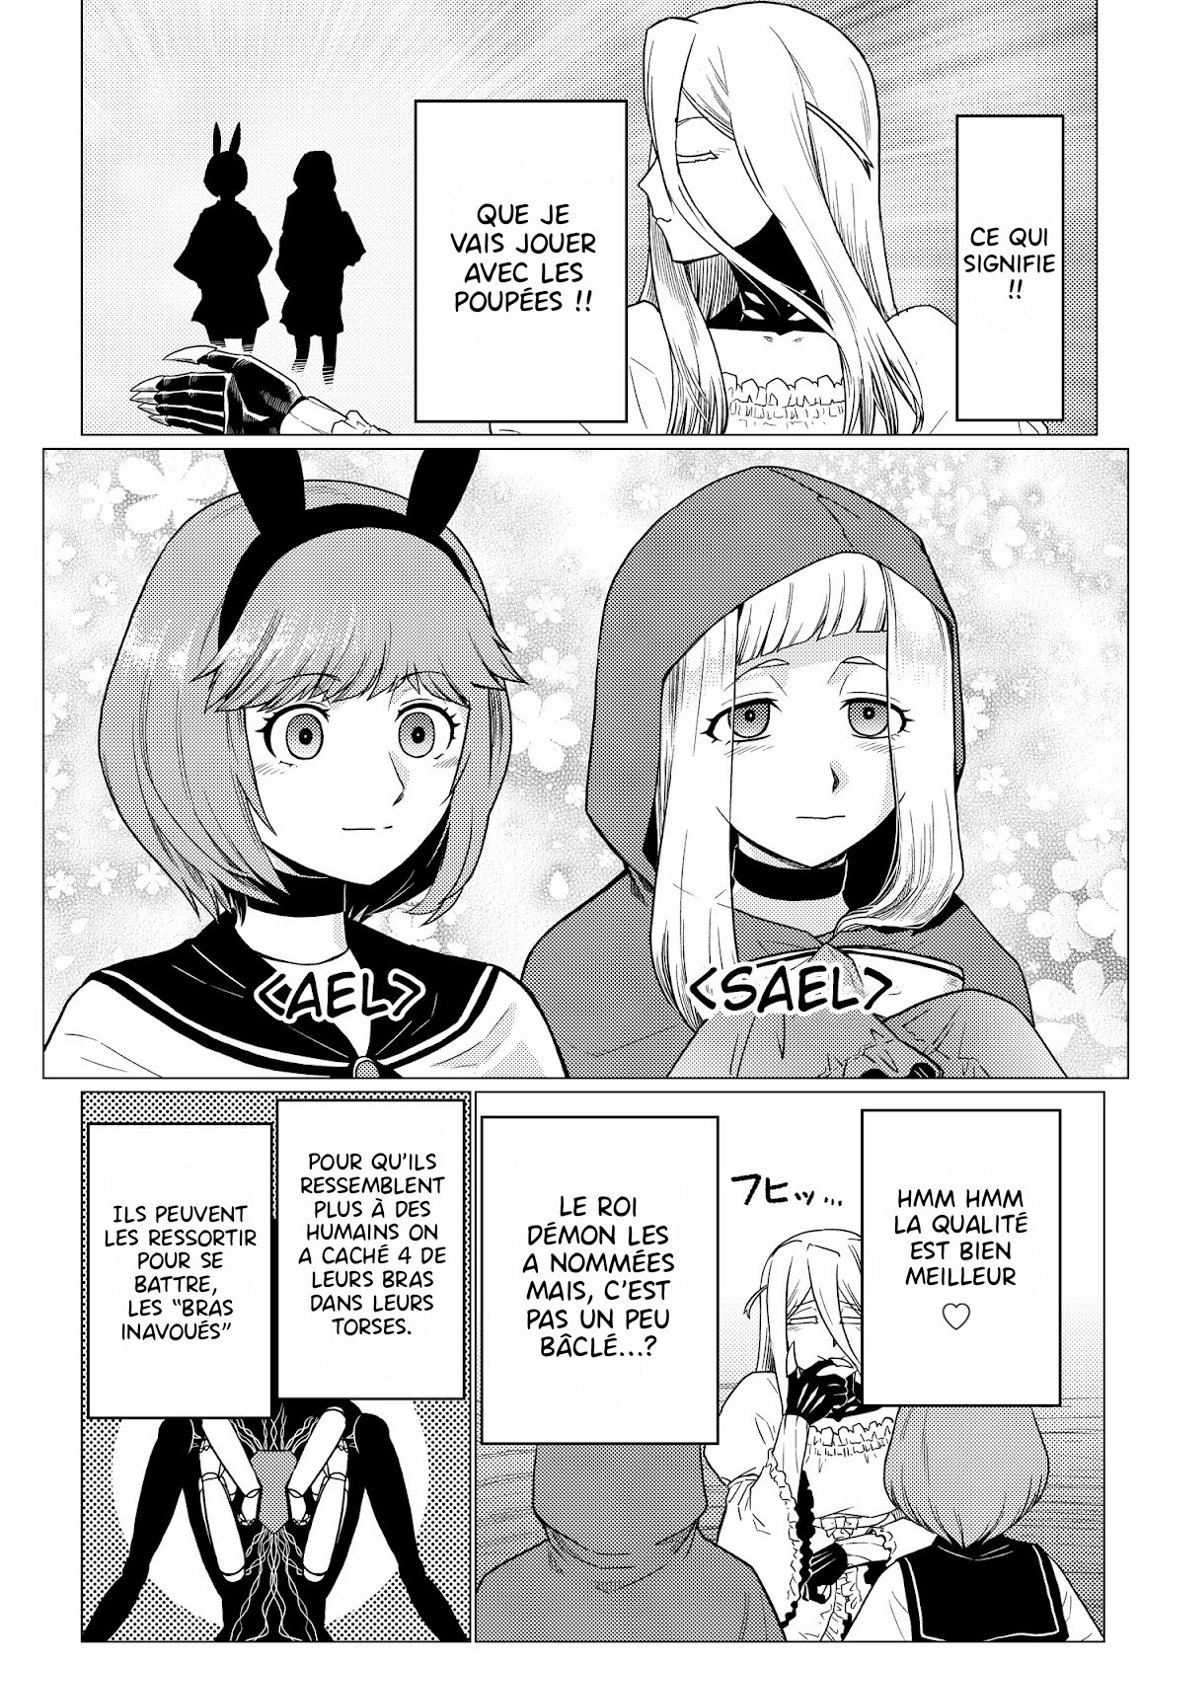 CE QUI
SIGNIFIE
!!
QUE JE
VAIS JOUER
AVEC LES
POUPÉES !!
<SAEL>
<AEL>
HMM HMM
LA QUALITÉ
EST BIEN
MEILLEUR
♡
フヒッ...
LE ROI
DÉMON LES
A NOMMÉES
MAIS, C'EST
PAS UN PEU
BÂCLÉ...?
POUR QU'ILS
RESSEMBLENT
PLUS À DES
HUMAINS ON
A CACHÉ 4 DE
LEURS BRAS
DANS LEURS
TORSES.
ILS PEUVENT
LES RESSORTIR
POUR SE
BATTRE,
LES "BRAS
INAVOUÉS"